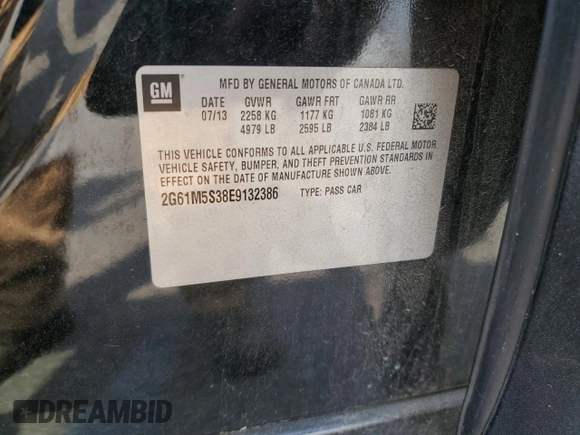 GM
MFD BY GENERAL MOTORS OF CANADA LTD.
DATE GVWR GAWR FRT GAWR RR
07/13 2258 KG 1177 KG 1081 KG
4979 LB 2595 LB 2384 LB
THIS VEHICLE CONFORMS TO ALL APPLICABLE U.S. FEDERAL MOTOR
VEHICLE SAFETY, BUMPER, AND THEFT PREVENTION STANDARDS IN
EFFECT ON THE DATE OF MANUFACTURE SHOWN ABOVE.
2G61M5S38E9132386 TYPE: PASS CAR
DREAMBID